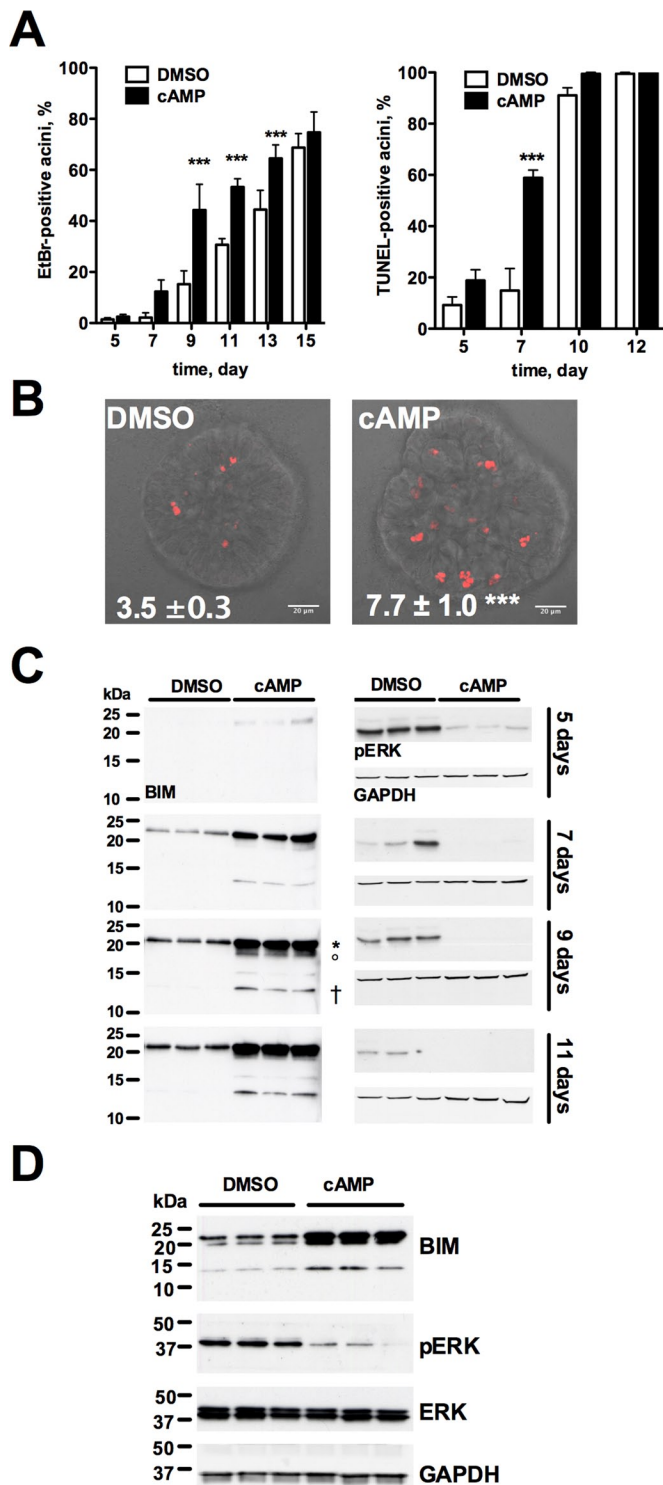 A
DMSO
cAMP
EtBr-positive acini, %
100
80
60
40
20
0
*** *** ***
5 7 9 11 13 15
time, day
DMSO
cAMP
TUNEL-positive acini, %
100
80
60
40
20
0
***
5 7 10 12
time, day
B
DMSO
3.5 ±0.3
20 µm
cAMP
7.7 ± 1.0 ***
20 µm
C
kDa
DMSO cAMP
25
20
15
10
BIM
DMSO cAMP
pERK
GAPDH
5 days
25
20
15
10
7 days
25
20
15
10
*
°
†
9 days
25
20
15
10
11 days
D
DMSO cAMP
kDa
25
20
15
10
BIM
50
37
pERK
50
37
ERK
50
37
GAPDH